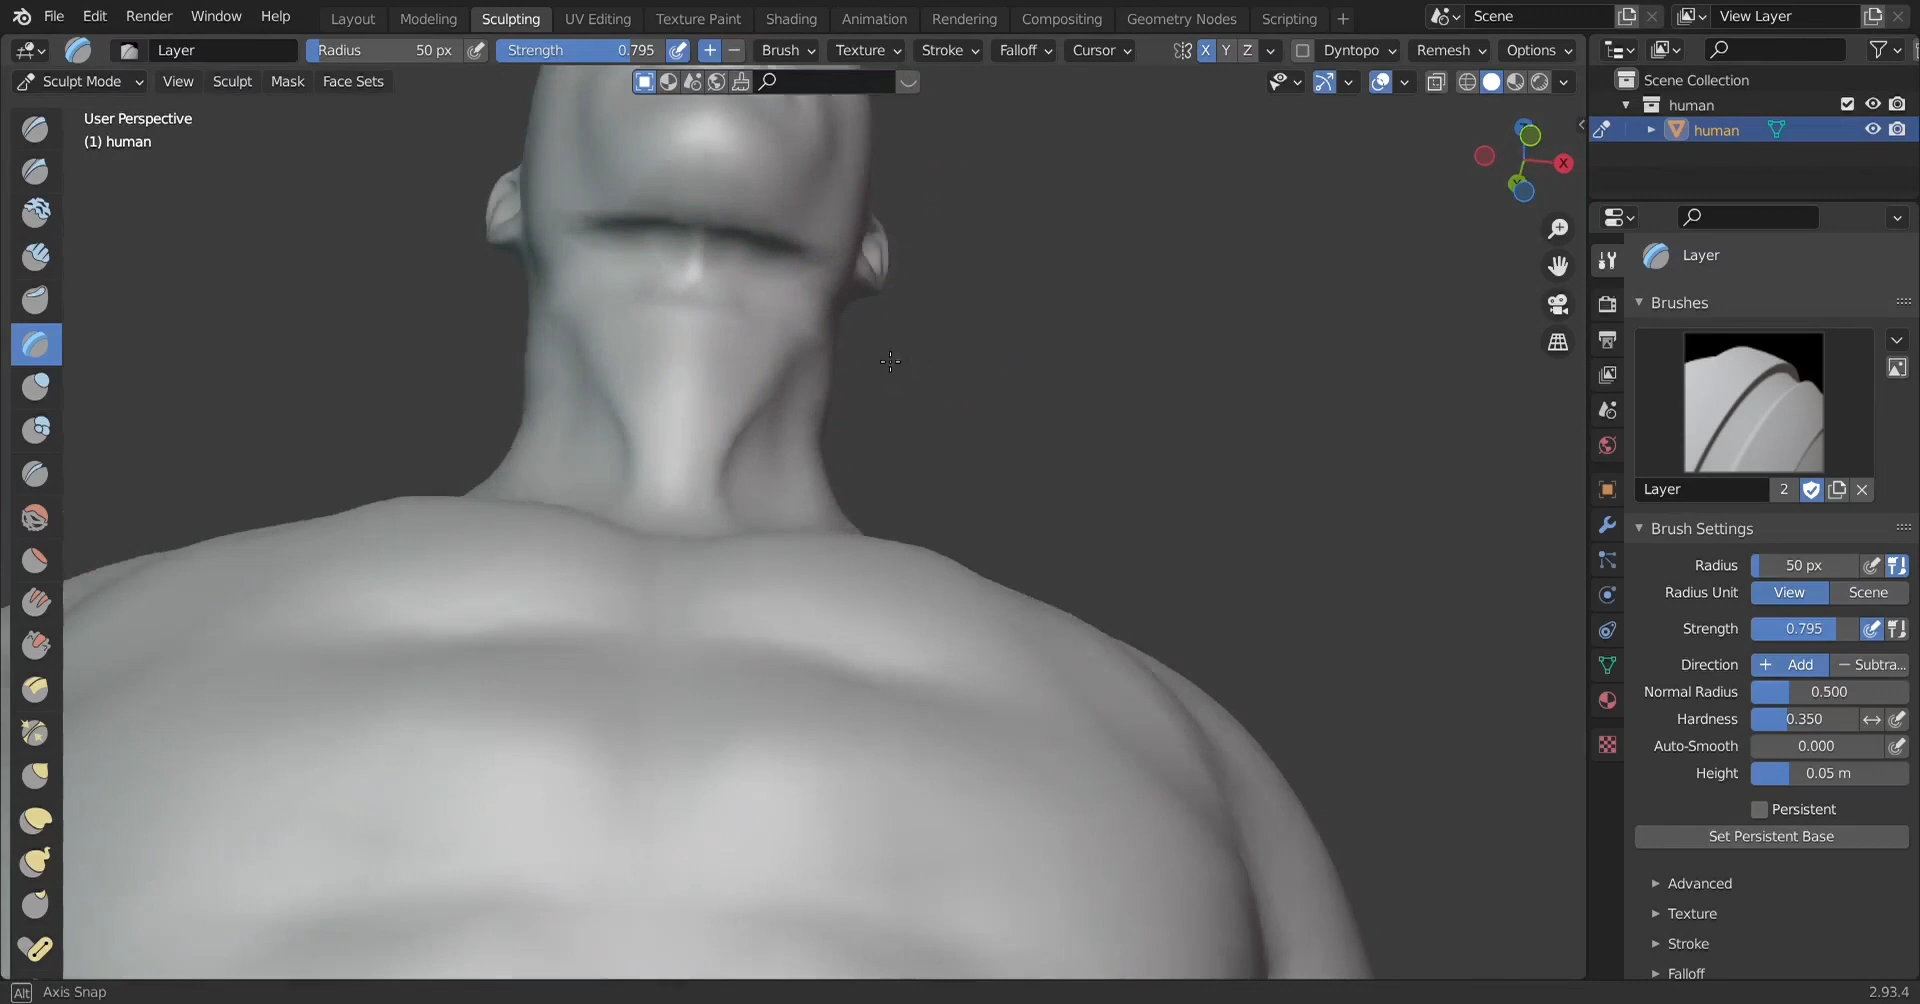 File Edit Render Window Help Layout Modeling Sculpting UV Editing Texture Paint Shading Animation Rendering Compositing Geometry Nodes Scripting + Scene View Layer
Layer Radius 50 px Strength 0.795 + − Brush Texture Stroke Falloff Cursor X Y Z Dyntopo Remesh Options
Sculpt Mode View Sculpt Mask Face Sets
Scene Collection
human
human
User Perspective
(1) human
X
Layer
Brushes
Layer 2
Brush Settings
Radius 50 px
Radius Unit View Scene
Strength 0.795
Direction + Add − Subtra...
Normal Radius 0.500
Hardness 0.350
Auto-Smooth 0.000
Height 0.05 m
Persistent
Set Persistent Base
Advanced
Texture
Stroke
Falloff
Alt Axis Snap 2.93.4